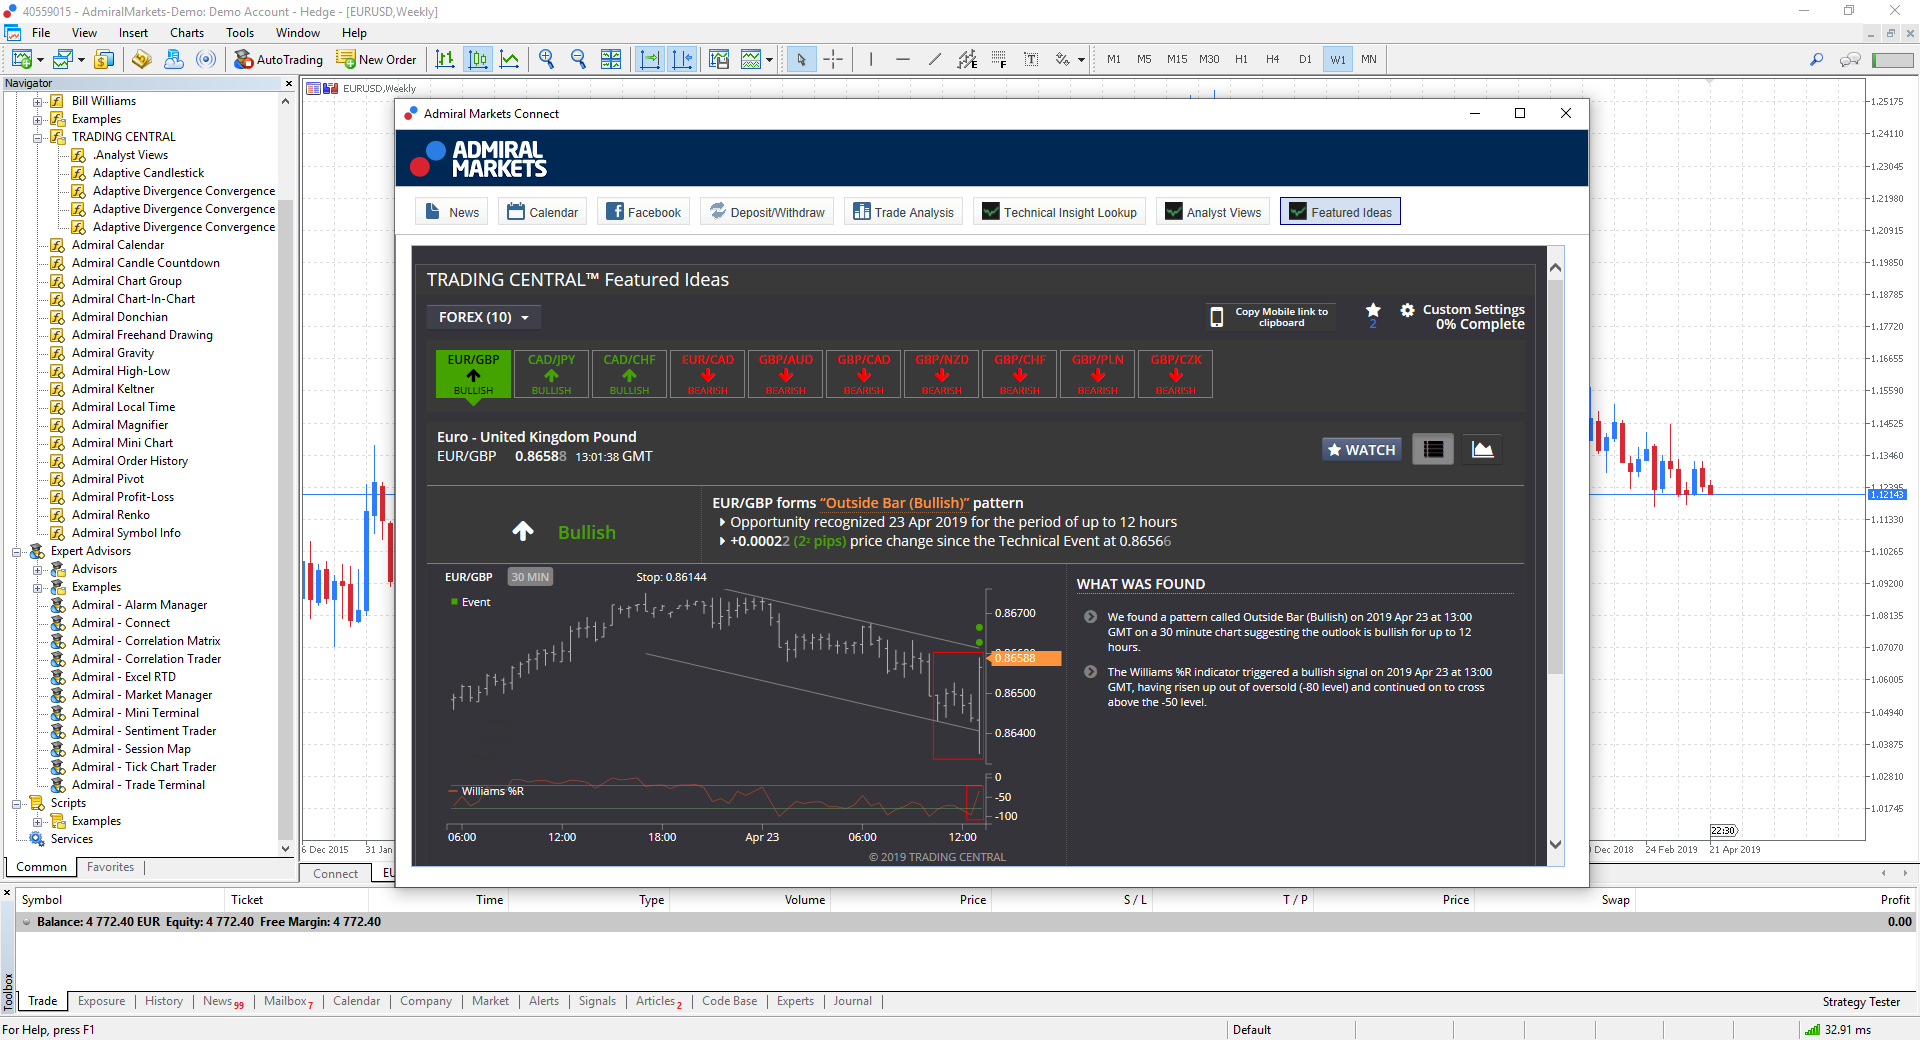 40559015 - AdmiralMarkets-Demo: Demo Account - Hedge - [EURUSD,Weekly]
File View Insert Charts Tools Window Help
AutoTrading New Order M1 M5 M15 M30 H1 H4 D1 W1 MN
Navigator
Bill Williams
Examples
TRADING CENTRAL
.Analyst Views
Adaptive Candlestick
Adaptive Divergence Convergence
Adaptive Divergence Convergence
Adaptive Divergence Convergence
Admiral Calendar
Admiral Candle Countdown
Admiral Chart Group
Admiral Chart-In-Chart
Admiral Donchian
Admiral Freehand Drawing
Admiral Gravity
Admiral High-Low
Admiral Keltner
Admiral Local Time
Admiral Magnifier
Admiral Mini Chart
Admiral Order History
Admiral Pivot
Admiral Profit-Loss
Admiral Renko
Admiral Symbol Info
Expert Advisors
Advisors
Examples
Admiral - Alarm Manager
Admiral - Connect
Admiral - Correlation Matrix
Admiral - Correlation Trader
Admiral - Excel RTD
Admiral - Market Manager
Admiral - Mini Terminal
Admiral - Sentiment Trader
Admiral - Session Map
Admiral - Tick Chart Trader
Admiral - Trade Terminal
Scripts
Examples
Services
Common Favorites
EURUSD,Weekly
Admiral Markets Connect
ADMIRAL
MARKETS
News Calendar Facebook Deposit/Withdraw Trade Analysis Technical Insight Lookup Analyst Views Featured Ideas
TRADING CENTRAL™ Featured Ideas
FOREX (10)
Copy Mobile link to
clipboard
2
Custom Settings
0% Complete
EUR/GBP CAD/JPY CAD/CHF EUR/CAD GBP/AUD GBP/CAD GBP/NZD GBP/CHF GBP/PLN GBP/CZK
BULLISH BULLISH BULLISH BEARISH BEARISH BEARISH BEARISH BEARISH BEARISH BEARISH
Euro - United Kingdom Pound
EUR/GBP 0.86588 13:01:38 GMT
WATCH
Bullish
EUR/GBP forms “Outside Bar (Bullish)” pattern
Opportunity recognized 23 Apr 2019 for the period of up to 12 hours
+0.00022 (2² pips) price change since the Technical Event at 0.86566
EUR/GBP 30 MIN Stop: 0.86144
Event
0.86700
0.86588
0.86500
0.86400
Williams %R
0
-50
-100
06:00 12:00 18:00 Apr 23 06:00 12:00
© 2019 TRADING CENTRAL
WHAT WAS FOUND
We found a pattern called Outside Bar (Bullish) on 2019 Apr 23 at 13:00
GMT on a 30 minute chart suggesting the outlook is bullish for up to 12
hours.
The Williams %R indicator triggered a bullish signal on 2019 Apr 23 at 13:00
GMT, having risen up out of oversold (-80 level) and continued on to cross
above the -50 level.
1.25175
1.24110
1.23045
1.21980
1.20915
1.19850
1.18785
1.17720
1.16655
1.15590
1.14525
1.13460
1.12395
1.12143
1.11330
1.10265
1.09200
1.08135
1.07070
1.06005
1.04940
1.03875
1.02810
1.01745
22:30
6 Dec 2015 31 Jan Dec 2018 24 Feb 2019 21 Apr 2019
Connect EU
Symbol Ticket Time Type Volume Price S / L T / P Price Swap Profit
Balance: 4 772.40 EUR Equity: 4 772.40 Free Margin: 4 772.40 0.00
Toolbox
Trade Exposure History News 99 Mailbox 7 Calendar Company Market Alerts Signals Articles 2 Code Base Experts Journal Strategy Tester
For Help, press F1 Default 32.91 ms